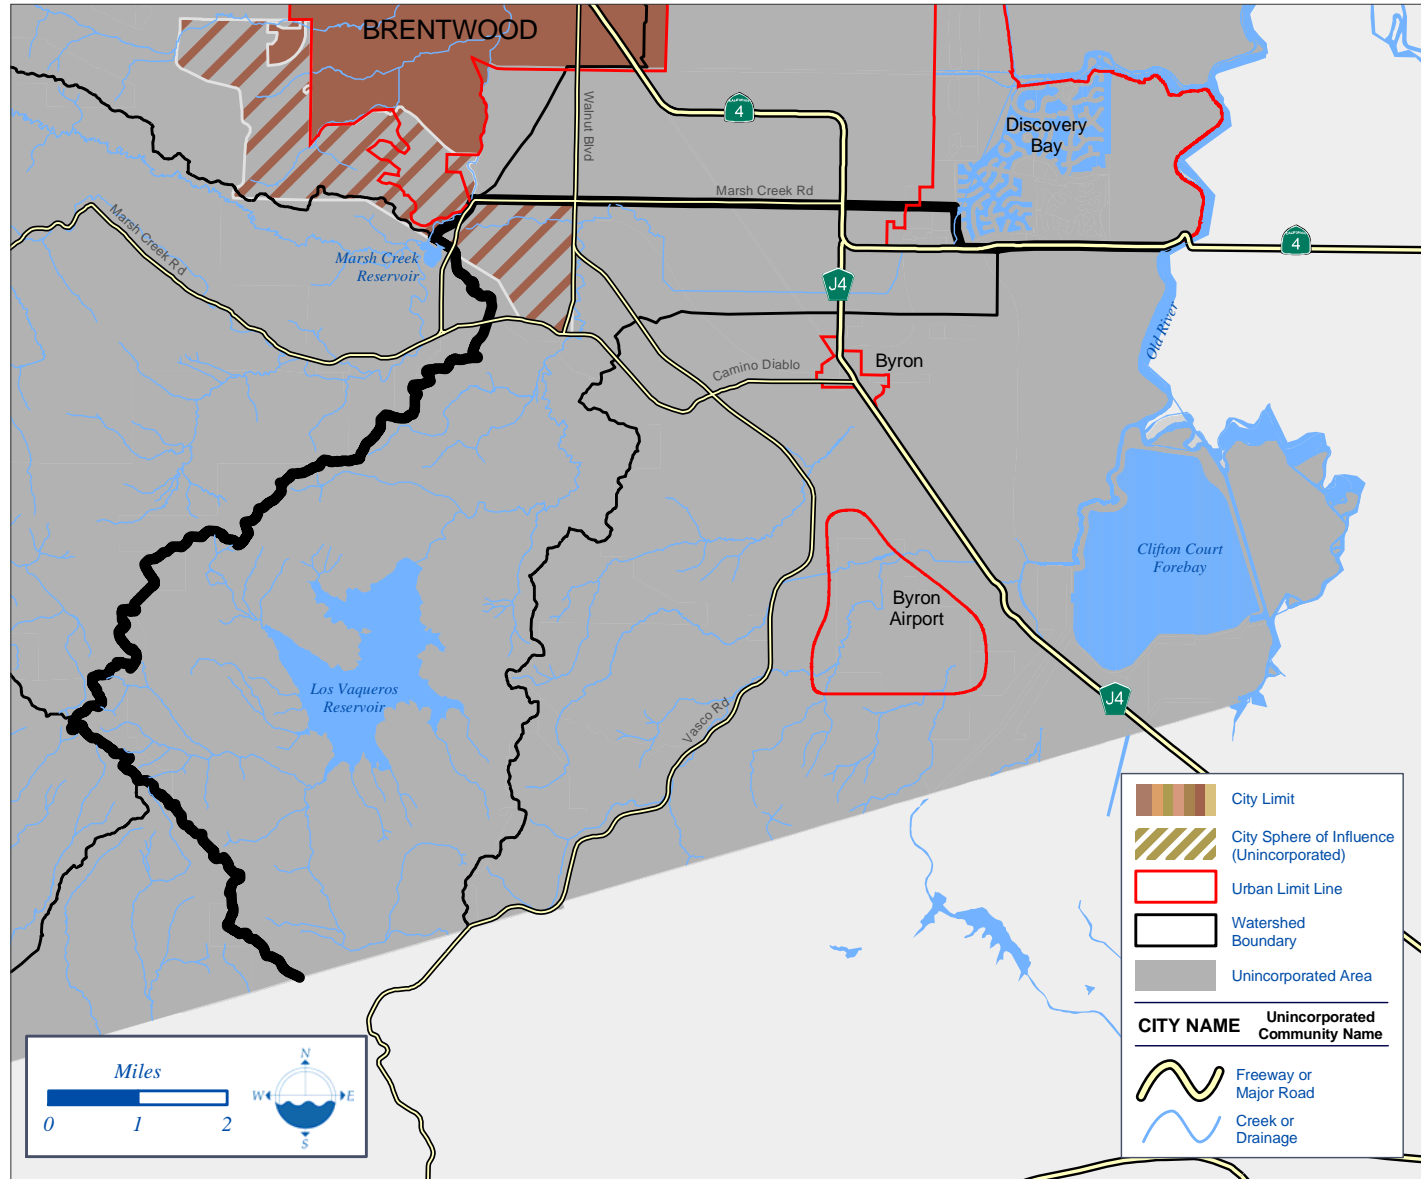 BRENTWOOD
CALIFORNIA
4
Walnut Blvd
Discovery
Bay
Marsh Creek Rd
Marsh Creek Rd
CALIFORNIA
4
Marsh Creek
Reservoir
J4
Old River
Byron
Camino Diablo
Clifton Court
Forebay
Byron
Airport
Los Vaqueros
Reservoir
Vasco Rd
J4
City Limit
City Sphere of Influence
(Unincorporated)
Urban Limit Line
Watershed
Boundary
Unincorporated Area
CITY NAME
Unincorporated
Community Name
Freeway or
Major Road
Creek or
Drainage
Miles
0 1 2
N
W E
S